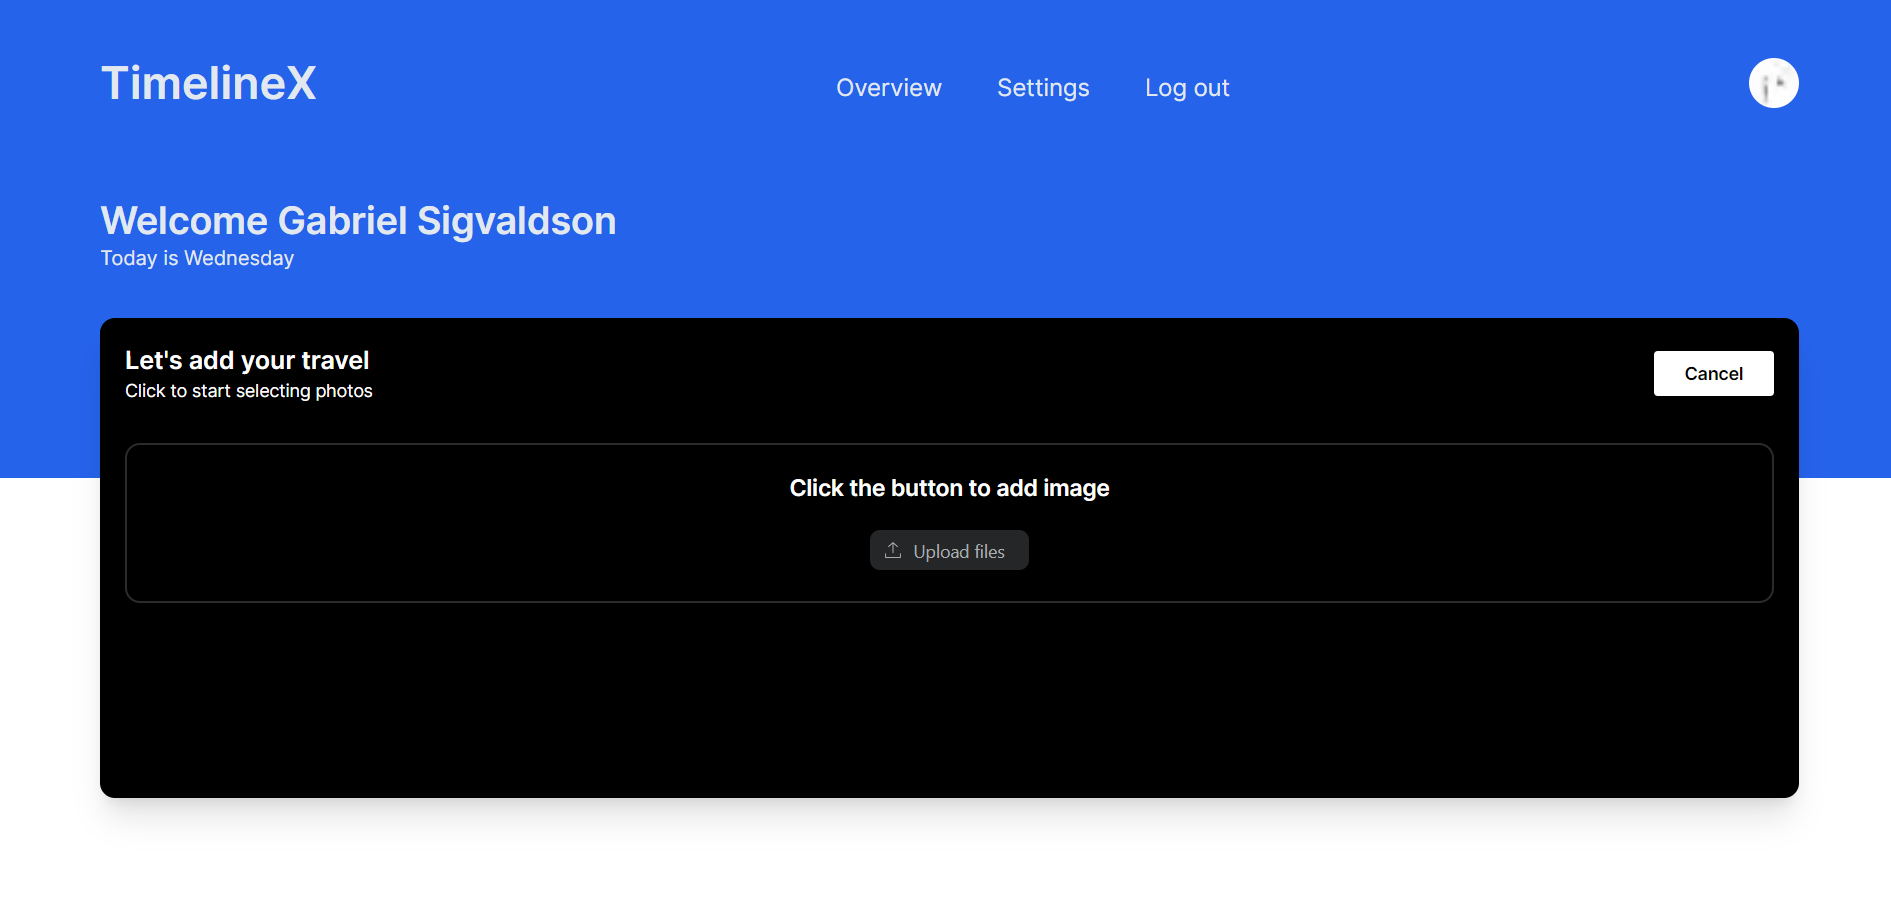 TimelineX
Overview Settings Log out
Welcome Gabriel Sigvaldson
Today is Wednesday
Let's add your travel
Click to start selecting photos
Cancel
Click the button to add image
Upload files